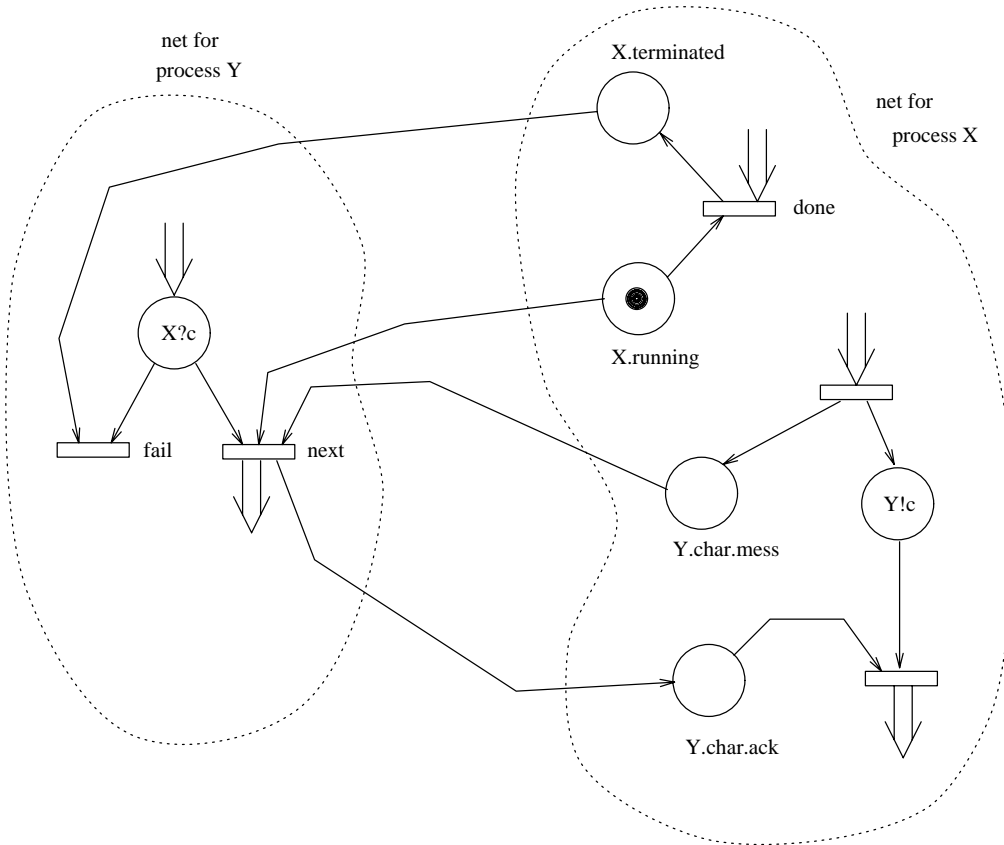 net for
process Y
X.terminated
net for
process X
done
X?c
X.running
fail
next
Y!c
Y.char.mess
Y.char.ack